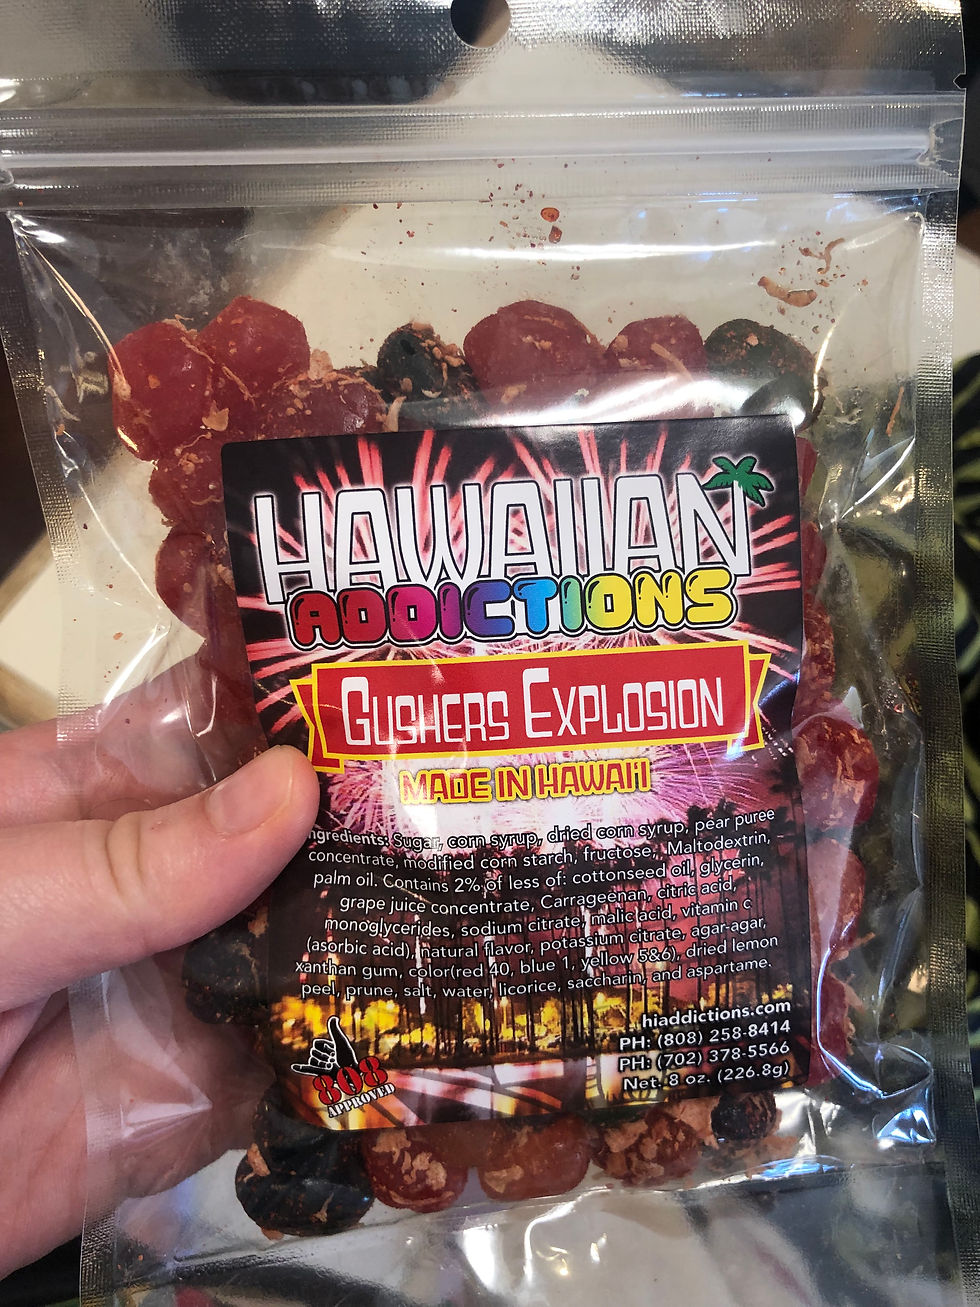 HAWAIIAN
ADDICTIONS
GUSHERS EXPLOSION
MADE IN HAWAI'I
ngredients: Sugar, corn syrup, dried corn syrup, pear puree
concentrate, modified corn starch, fructose,, Maltodextrin,
palm oil. Contains 2% of less of: cottonseed oil, glycerin,
grape juice concentrate, Carrageenan, citric acid,
monoglycerides, sodium citrate, malic acid, vitamin c
(asorbic acid), natural flavor, potassium citrate, agar-agar,
xanthan gum, color(red 40, blue 1, yellow 5&6), dried lemon
peel, prune, salt, water, licorice, saccharin, and aspartame.
hiaddictions.com
PH: (808) 258-8414
PH: (702) 378-5566
Net. 8 oz. (226.8g)
808
APPROVED